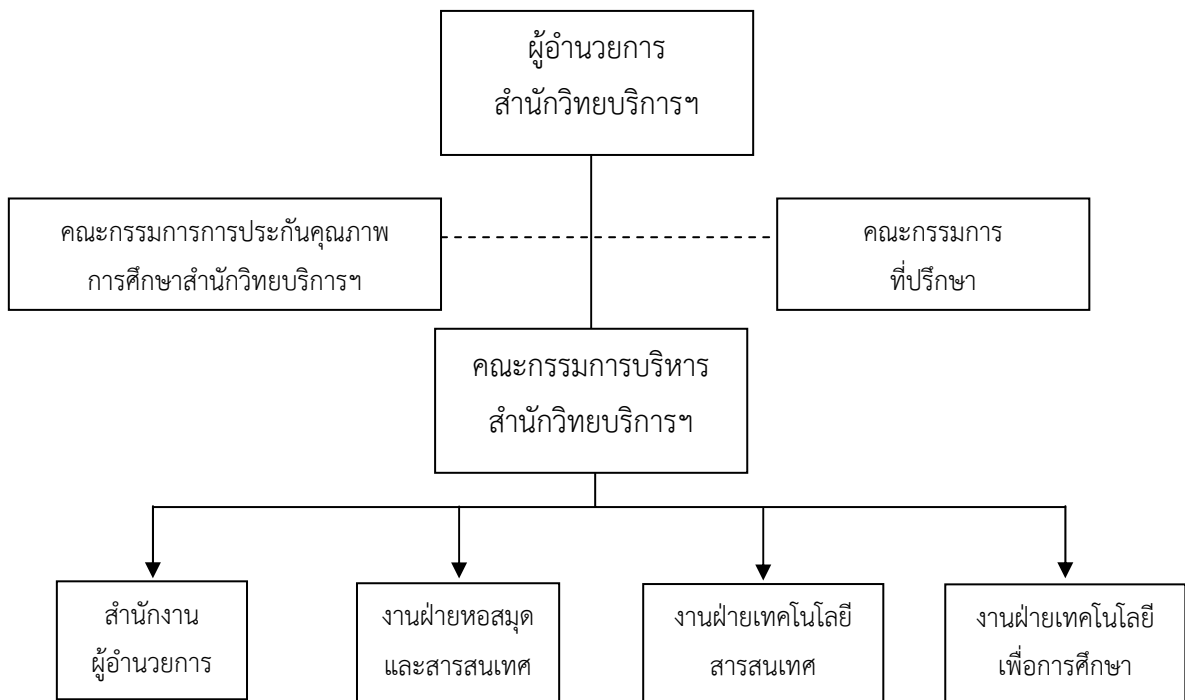 ผู้อำนวยการ
สำนักวิทยบริการฯ
คณะกรรมการการประกันคุณภาพ
การศึกษาสำนักวิทยบริการฯ
คณะกรรมการ
ที่ปรึกษา
คณะกรรมการบริหาร
สำนักวิทยบริการฯ
สำนักงาน
ผู้อำนวยการ
งานฝ่ายหอสมุด
และสารสนเทศ
งานฝ่ายเทคโนโลยี
สารสนเทศ
งานฝ่ายเทคโนโลยี
เพื่อการศึกษา